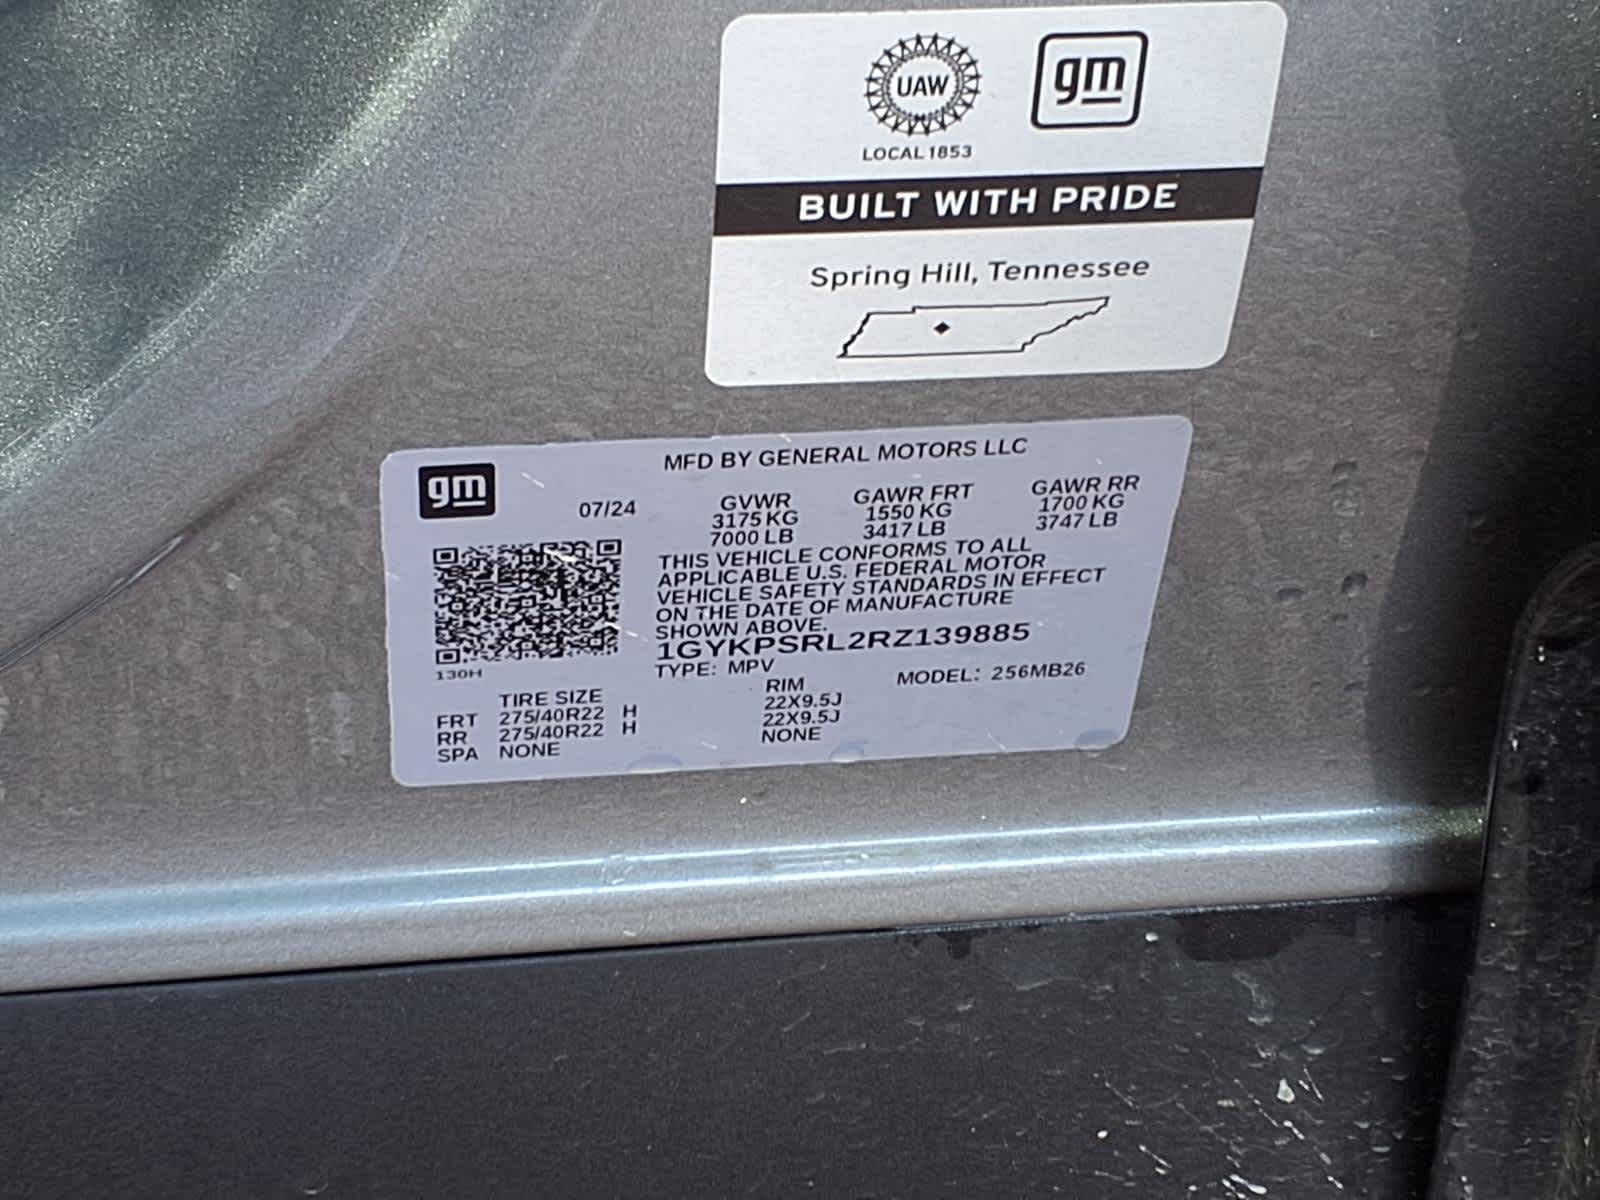 UAW
gm
LOCAL 1853
BUILT WITH PRIDE
Spring Hill, Tennessee
MFD BY GENERAL MOTORS LLC
gm
07/24
GVWR GAWR FRT GAWR RR
3175 KG 1550 KG 1700 KG
7000 LB 3417 LB 3747 LB
THIS VEHICLE CONFORMS TO ALL
APPLICABLE U.S. FEDERAL MOTOR
VEHICLE SAFETY STANDARDS IN EFFECT
ON THE DATE OF MANUFACTURE
SHOWN ABOVE.
1GYKPSRL2RZ139885
130H
TYPE: MPV MODEL: 256MB26
TIRE SIZE RIM
FRT 275/40R22 H 22X9.5J
RR 275/40R22 H 22X9.5J
SPA NONE NONE